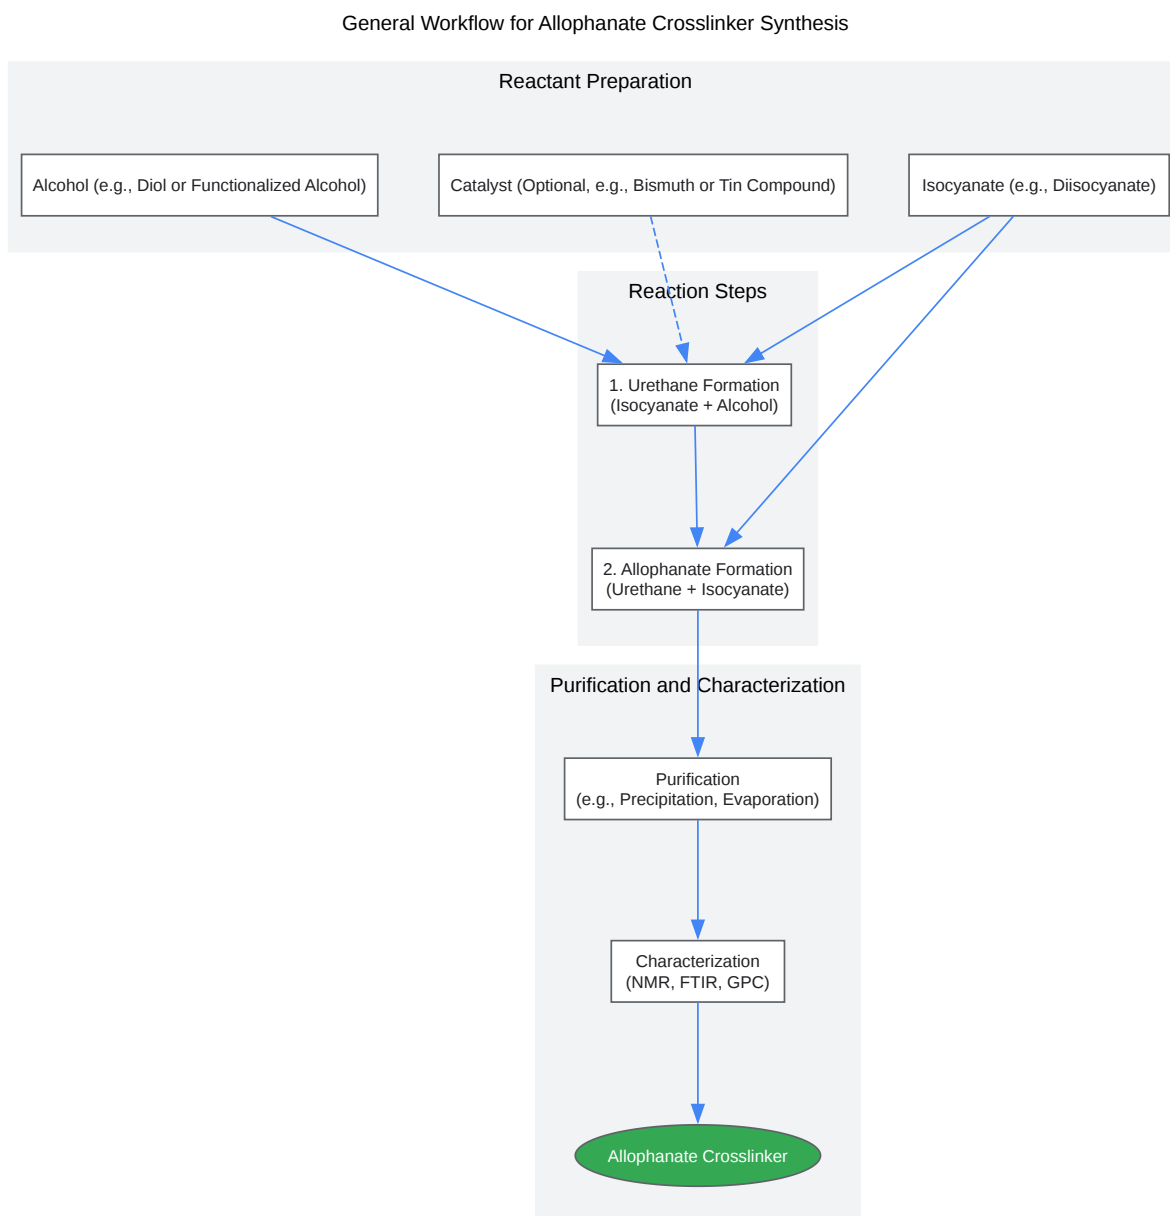 General Workflow for Allophanate Crosslinker Synthesis
Reactant Preparation
Alcohol (e.g., Diol or Functionalized Alcohol)
Catalyst (Optional, e.g., Bismuth or Tin Compound)
Isocyanate (e.g., Diisocyanate)
Reaction Steps
1. Urethane Formation
(Isocyanate + Alcohol)
2. Allophanate Formation
(Urethane + Isocyanate)
Purification and Characterization
Purification
(e.g., Precipitation, Evaporation)
Characterization
(NMR, FTIR, GPC)
Allophanate Crosslinker